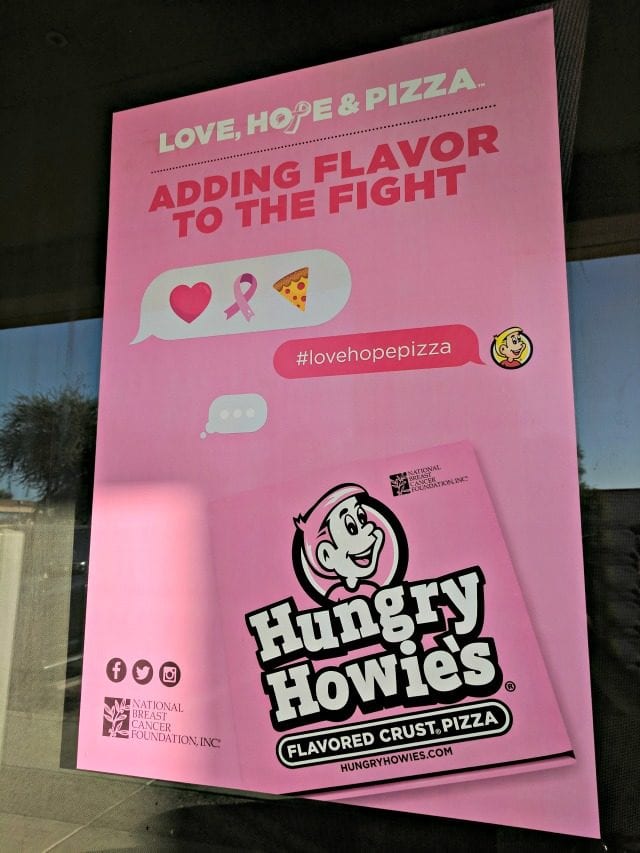 LOVE, HOPE & PIZZA™
ADDING FLAVOR
TO THE FIGHT
#lovehopepizza
NATIONAL
BREAST
CANCER
FOUNDATION, INC®
Hungry
Howie's®
FLAVORED CRUST® PIZZA
HUNGRYHOWIES.COM
NATIONAL
BREAST
CANCER
FOUNDATION, INC®